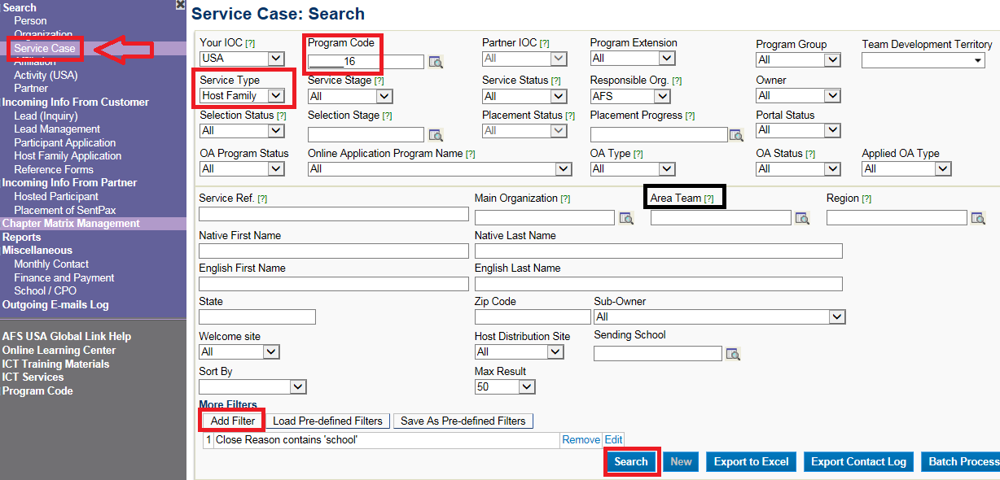 Search
Person
Organization
Service Case
Affiliation
Activity (USA)
Partner
Incoming Info From Customer
Lead (Inquiry)
Lead Management
Participant Application
Host Family Application
Reference Forms
Incoming Info From Partner
Hosted Participant
Placement of SentPax
Chapter Matrix Management
Reports
Miscellaneous
Monthly Contact
Finance and Payment
School / CPO
Outgoing E-mails Log
AFS USA Global Link Help
Online Learning Center
ICT Training Materials
ICT Services
Program Code
Service Case: Search
Your IOC [?] Program Code Partner IOC [?] Program Extension Program Group Team Development Territory
USA ______16 All All All
Service Type Service Stage [?] Service Status [?] Responsible Org. [?] Owner
Host Family All All AFS All
Selection Status [?] Selection Stage [?] Placement Status [?] Placement Progress [?] Portal Status
All All All
OA Program Status Online Application Program Name [?] OA Type [?] OA Status [?] Applied OA Type
All All All All All
Service Ref. [?] Main Organization [?] Area Team [?] Region [?]
Native First Name Native Last Name
English First Name English Last Name
State Zip Code Sub-Owner
All
Welcome site Host Distribution Site Sending School
All All
Sort By Max Result
50
More Filters
Add Filter Load Pre-defined Filters Save As Pre-defined Filters
1 Close Reason contains 'school' Remove Edit
Search New Export to Excel Export Contact Log Batch Process